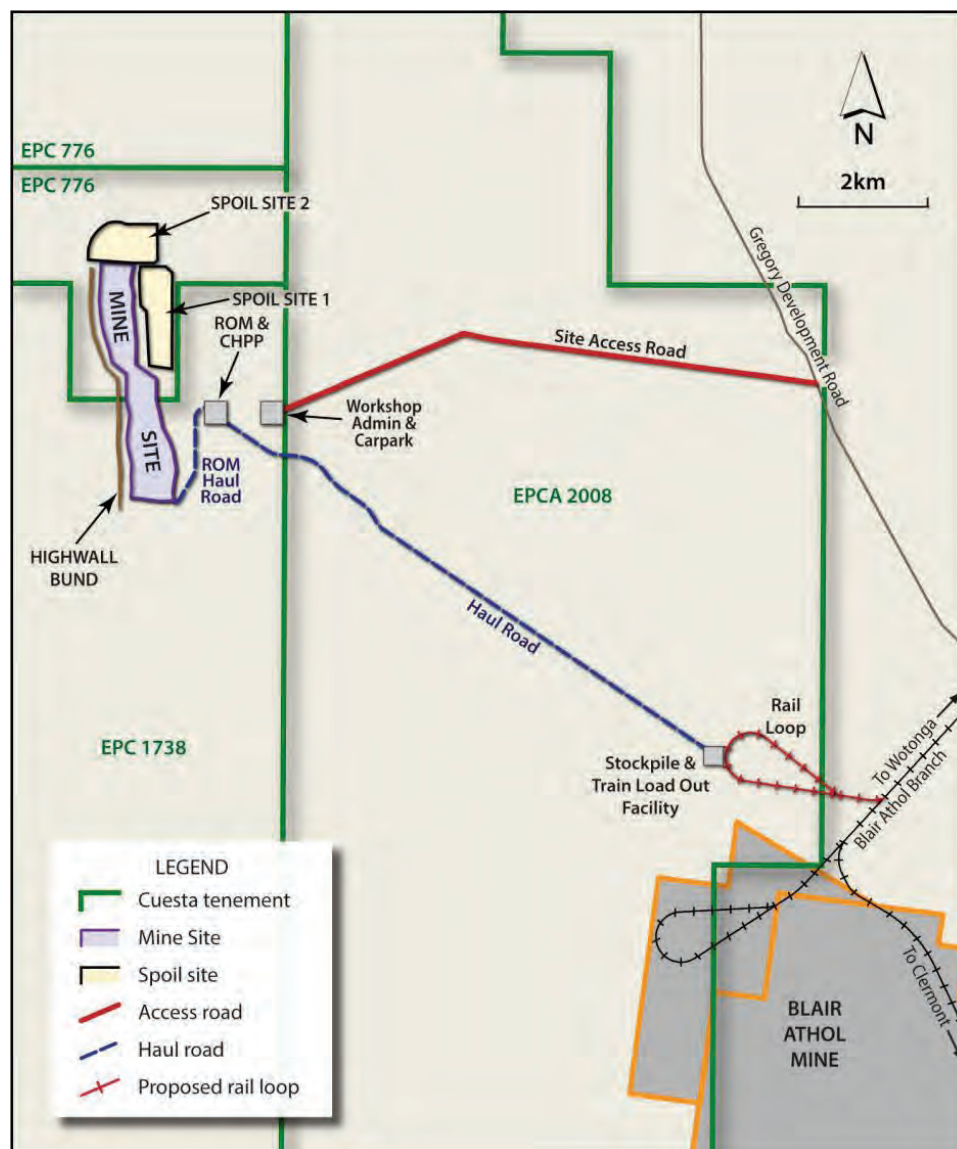 N
2km
EPC 776
EPC 776
SPOIL SITE 2
SPOIL SITE 1
MINE
SITE
ROM &
CHPP
Site Access Road
Gregory Development Road
Workshop
Admin &
Carpark
ROM
Haul
Road
EPCA 2008
HIGHWALL
BUND
Haul Road
EPC 1738
Rail
Loop
Stockpile &
Train Load Out
Facility
To Wotonga
Blair Athol Branch
To Clermont
BLAIR
ATHOL
MINE
LEGEND
Cuesta tenement
Mine Site
Spoil site
Access road
Haul road
Proposed rail loop